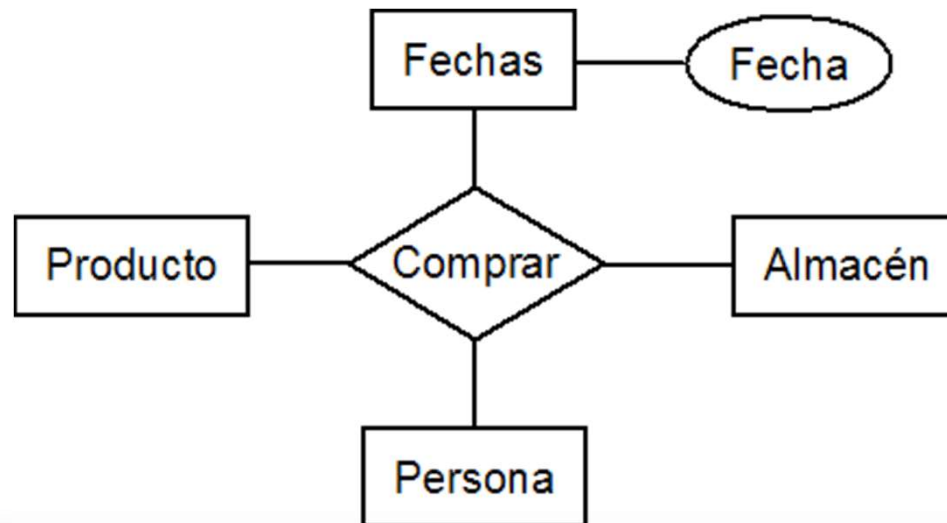 Fechas
Fecha
Producto
Comprar
Almacén
Persona